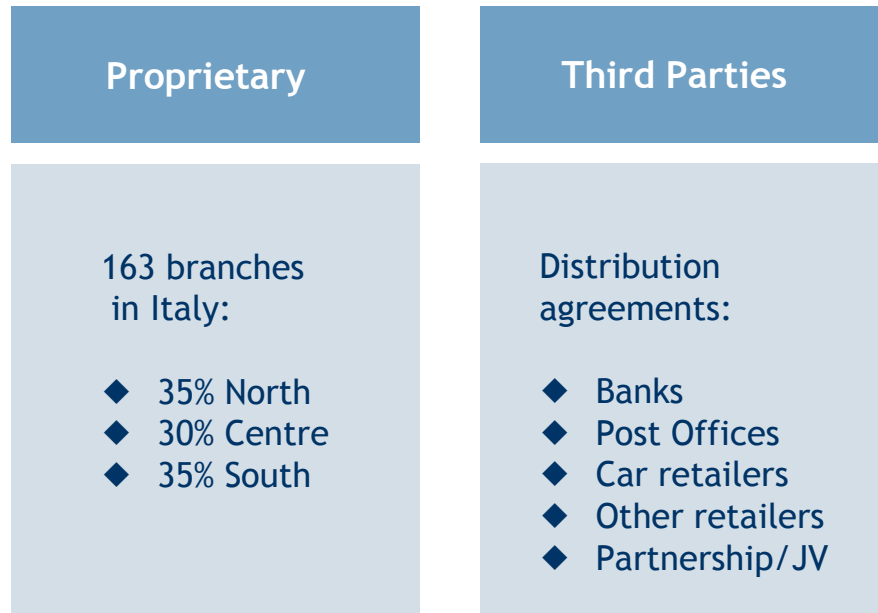 Proprietary
163 branches
in Italy:
◆ 35% North
◆ 30% Centre
◆ 35% South
Third Parties
Distribution
agreements:
◆ Banks
◆ Post Offices
◆ Car retailers
◆ Other retailers
◆ Partnership/JV